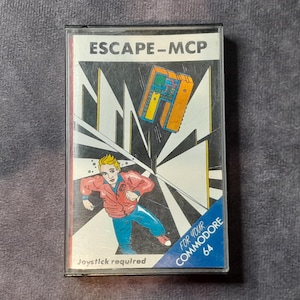 ESCAPE-MCP
FOR YOUR
COMMODORE
64
Joystick required